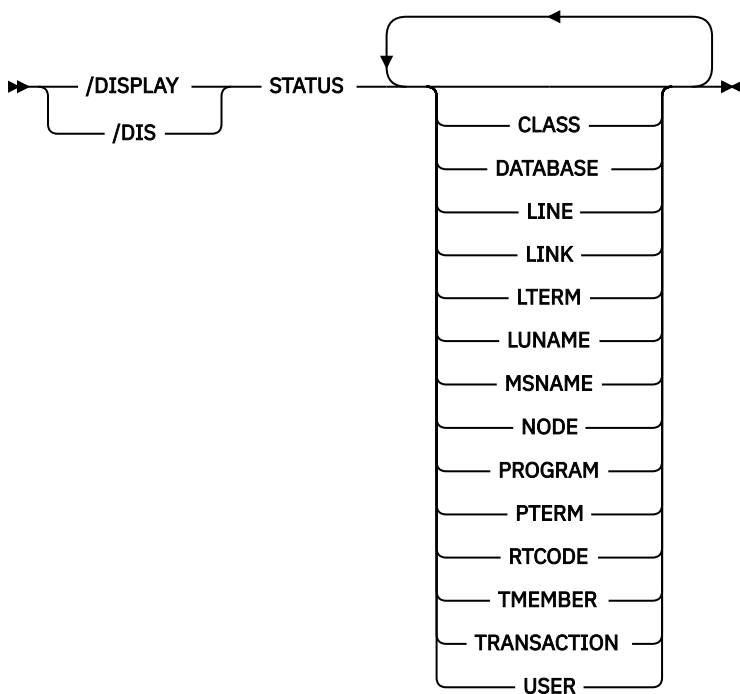 /DISPLAY STATUS
/DIS
CLASS
DATABASE
LINE
LINK
LTERM
LUNAME
MSNAME
NODE
PROGRAM
PTERM
RTCODE
TMEMBER
TRANSACTION
USER